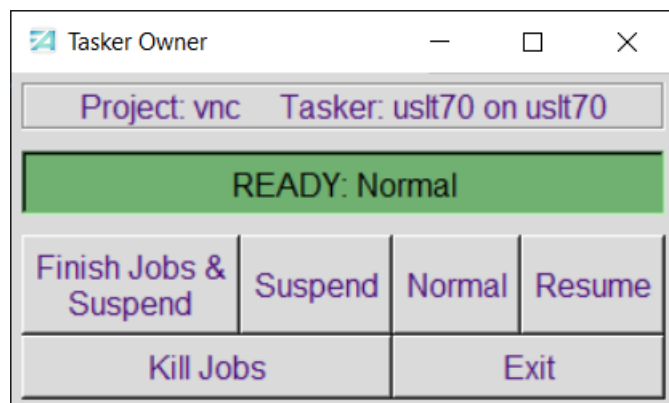 Tasker Owner
Project: vnc Tasker: uslt70 on uslt70
READY: Normal
Finish Jobs &
Suspend
Suspend
Normal
Resume
Kill Jobs
Exit